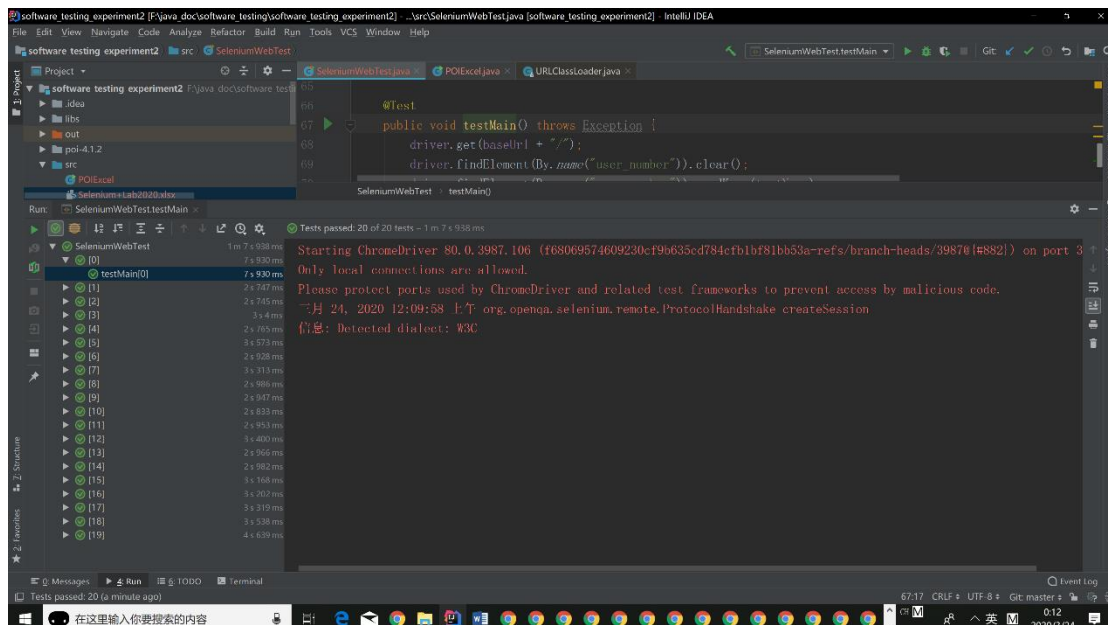 software_testing_experiment2 [F:\java_doc\software_testing\software_testing_experiment2] - ...\src\SeleniumWebTest.java [software_testing_experiment2] - IntelliJ IDEA
File Edit View Navigate Code Analyze Refactor Build Run Tools VCS Window Help
software testing experiment2 src SeleniumWebTest
SeleniumWebTest.testMain
Git:
Project
SeleniumWebTest.java POIExcel.java URLClassLoader.java
1: Project
software testing experiment2 F:\java doc\software
.idea
libs
out
poi-4.1.2
src
POIExcel
Selenium+Lab2020.xlsx
65
66 @Test
67 public void testMain() throws Exception {
68 driver.get(baseUrl + "/");
69 driver.findElement(By.name("user_number")).clear();
SeleniumWebTest testMain()
Run: SeleniumWebTest.testMain
Tests passed: 20 of 20 tests – 1 m 7 s 938 ms
SeleniumWebTest 1 m 7 s 938 ms
[0] 7 s 930 ms
testMain[0] 7 s 930 ms
[1] 2 s 747 ms
[2] 2 s 745 ms
[3] 3 s 4 ms
[4] 2 s 765 ms
[5] 3 s 573 ms
[6] 2 s 928 ms
[7] 3 s 313 ms
[8] 2 s 986 ms
[9] 2 s 947 ms
[10] 2 s 833 ms
[11] 2 s 953 ms
[12] 3 s 400 ms
[13] 2 s 966 ms
[14] 2 s 982 ms
[15] 3 s 168 ms
[16] 3 s 202 ms
[17] 3 s 319 ms
[18] 3 s 538 ms
[19] 4 s 639 ms
Starting ChromeDriver 80.0.3987.106 (f68069574609230cf9b635cd784cfb1bf81bb53a-refs/branch-heads/3987@{#882}) on port 3
Only local connections are allowed.
Please protect ports used by ChromeDriver and related test frameworks to prevent access by malicious code.
三月 24, 2020 12:09:58 上午 org.openqa.selenium.remote.ProtocolHandshake createSession
信息: Detected dialect: W3C
7: Structure
2: Favorites
0: Messages 4: Run 6: TODO Terminal
Event Log
Tests passed: 20 (a minute ago)
67:17 CRLF UTF-8 Git: master
在这里输入你要搜索的内容
CH M
英 M
0:12
2020/3/24